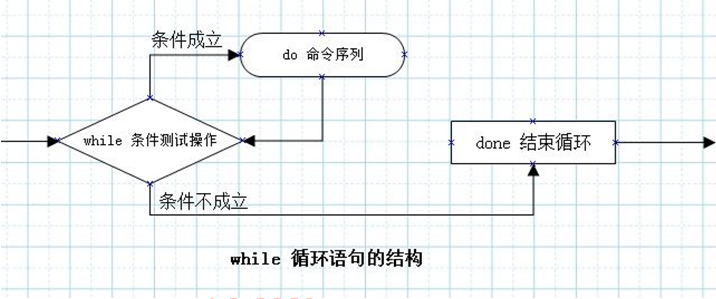 条件成立
do 命令序列
while 条件测试操作
done 结束循环
条件不成立
while 循环语句的结构